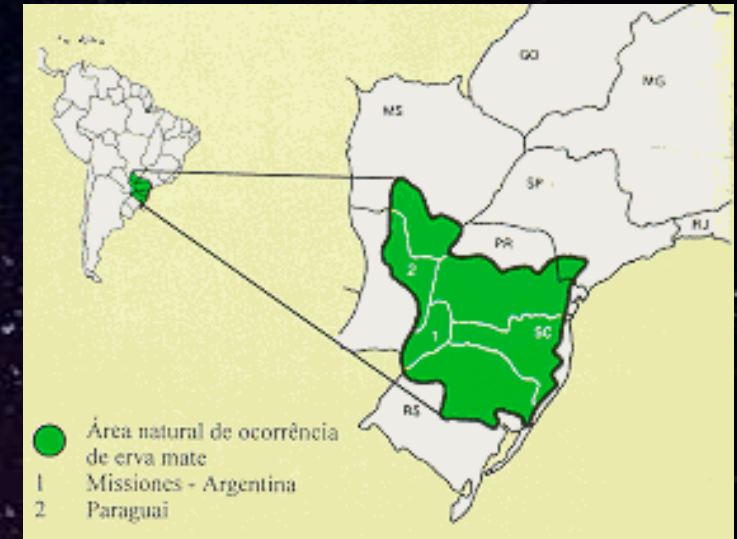 GO
MG
MS
SP
RJ
PR
2
1
SC
RS
Área natural de ocorrência
de erva mate
1 Missiones - Argentina
2 Paraguai